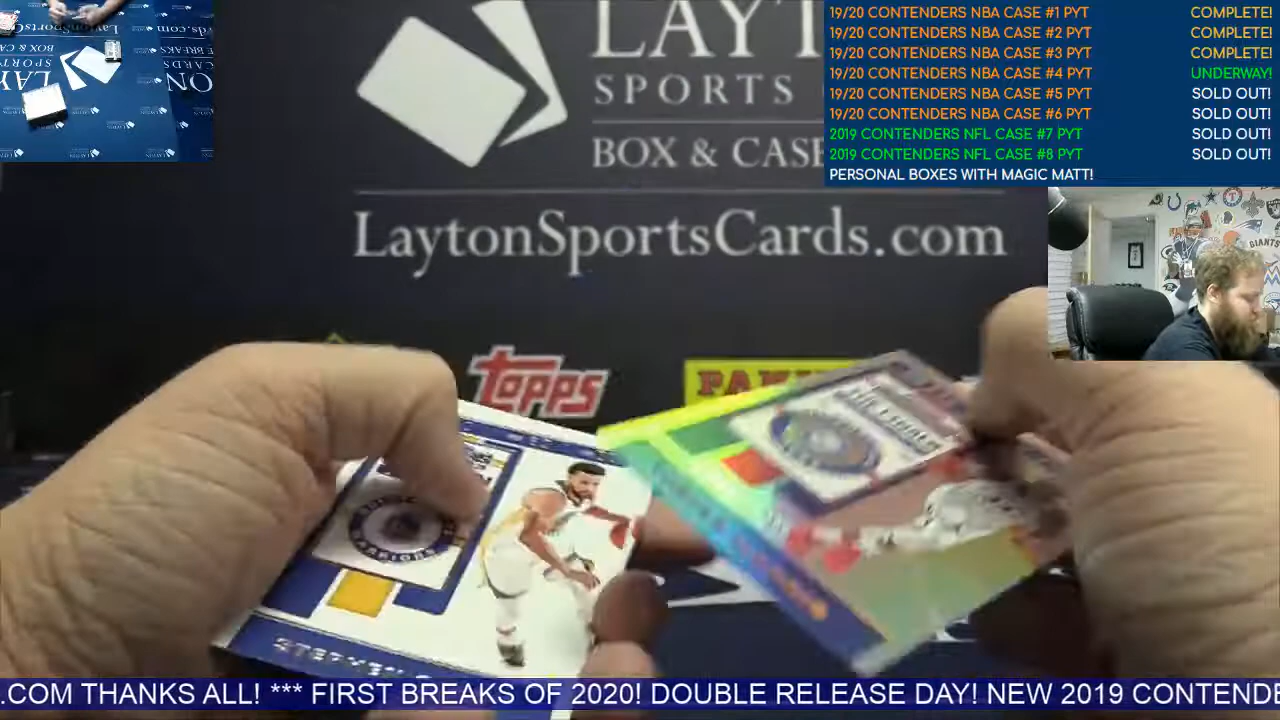 LAYT
SPORTS
BOX & CASE
LaytonSportsCards.com
19/20 CONTENDERS NBA CASE #1 PYT COMPLETE!
19/20 CONTENDERS NBA CASE #2 PYT COMPLETE!
19/20 CONTENDERS NBA CASE #3 PYT COMPLETE!
19/20 CONTENDERS NBA CASE #4 PYT UNDERWAY!
19/20 CONTENDERS NBA CASE #5 PYT SOLD OUT!
19/20 CONTENDERS NBA CASE #6 PYT SOLD OUT!
2019 CONTENDERS NFL CASE #7 PYT SOLD OUT!
2019 CONTENDERS NFL CASE #8 PYT SOLD OUT!
PERSONAL BOXES WITH MAGIC MATT!
GIANTS
TOPPS
STEPHEN
.COM THANKS ALL! *** FIRST BREAKS OF 2020! DOUBLE RELEASE DAY! NEW 2019 CONTENDE